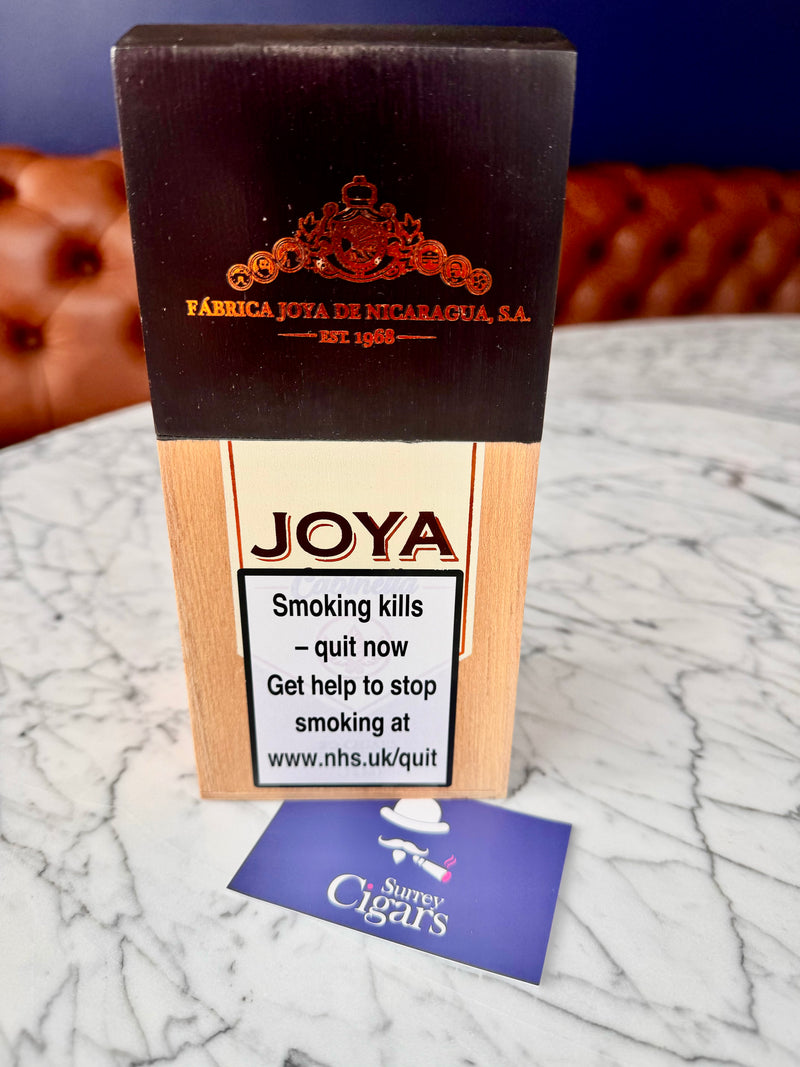 FÁBRICA JOYA DE NICARAGUA, S.A.
EST. 1968
JOYA
Smoking kills
– quit now
Get help to stop
smoking at
www.nhs.uk/quit
Surrey
Cigars